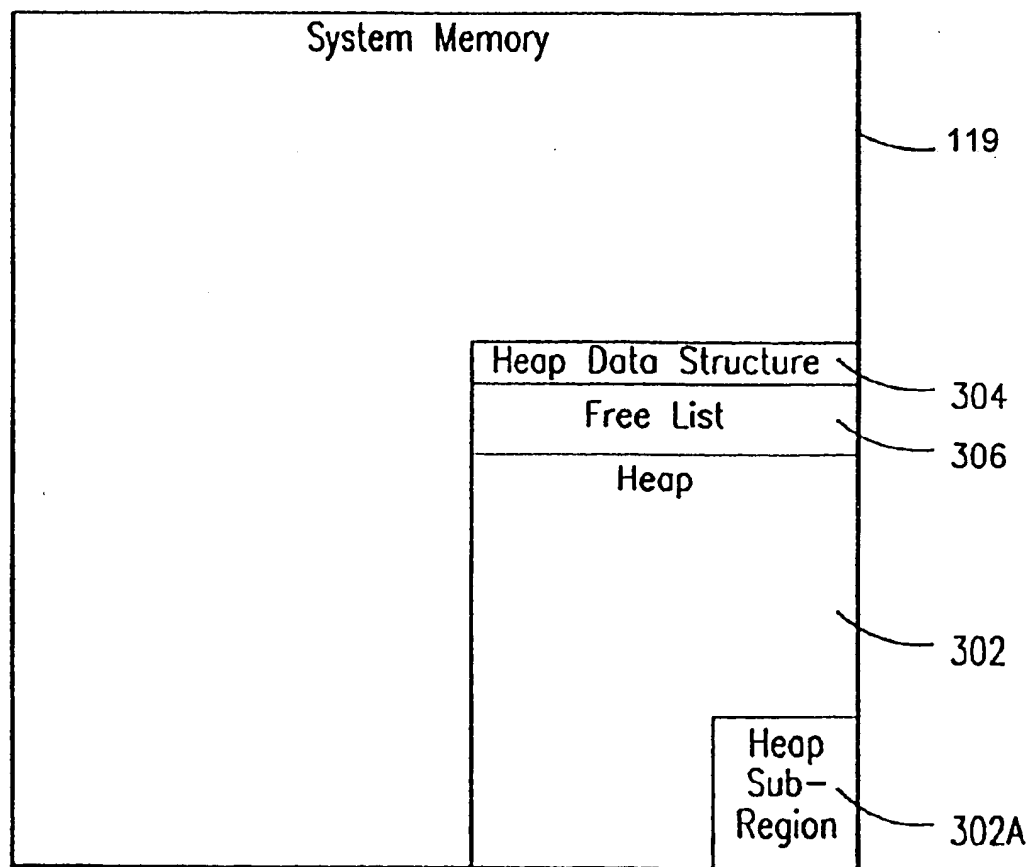 System Memory
119
Heap Data Structure
304
Free List
306
Heap
302
Heap
Sub-
Region
302A